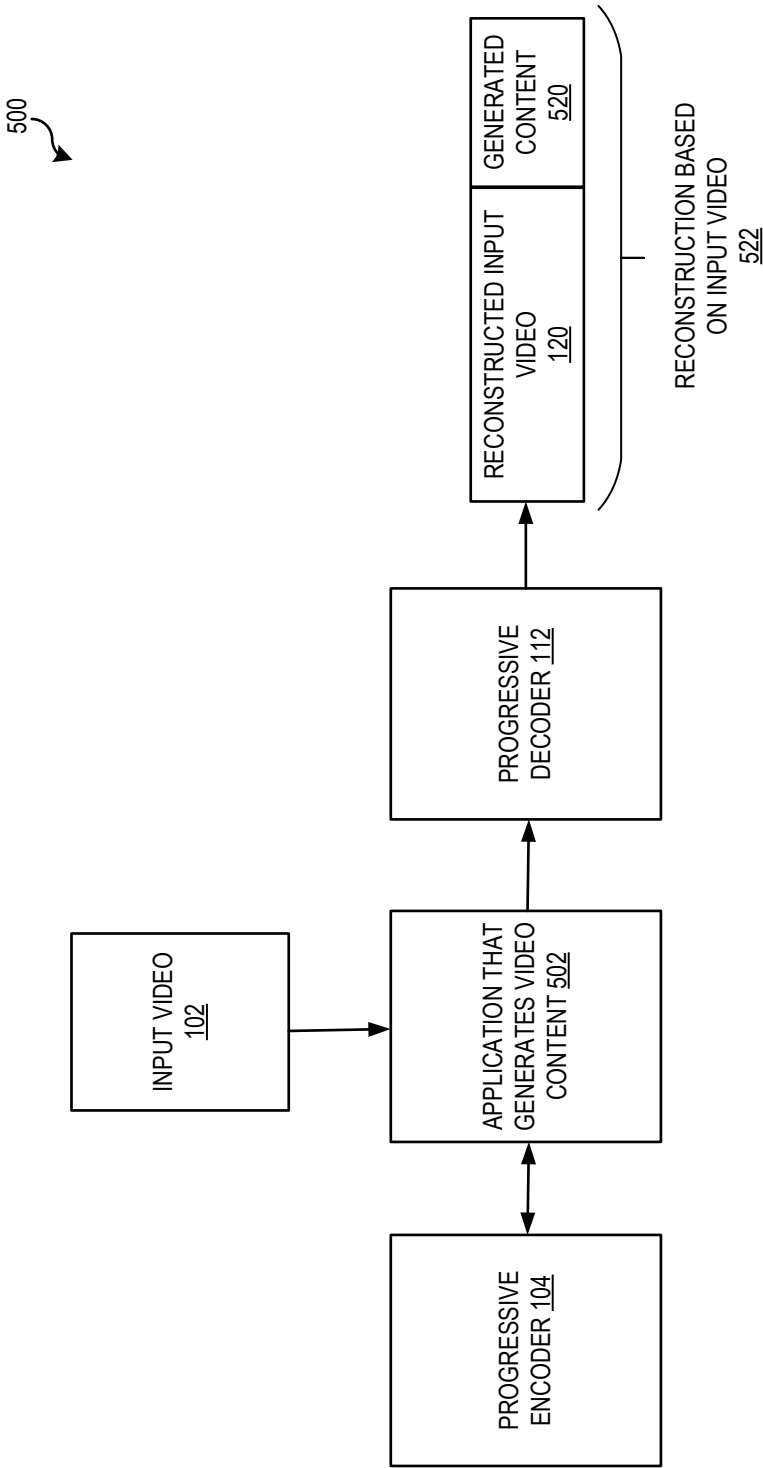 500
INPUT VIDEO
102
PROGRESSIVE
ENCODER 104
APPLICATION THAT
GENERATES VIDEO
CONTENT 502
PROGRESSIVE
DECODER 112
RECONSTRUCTED INPUT
VIDEO
120
GENERATED
CONTENT
520
RECONSTRUCTION BASED
ON INPUT VIDEO
522